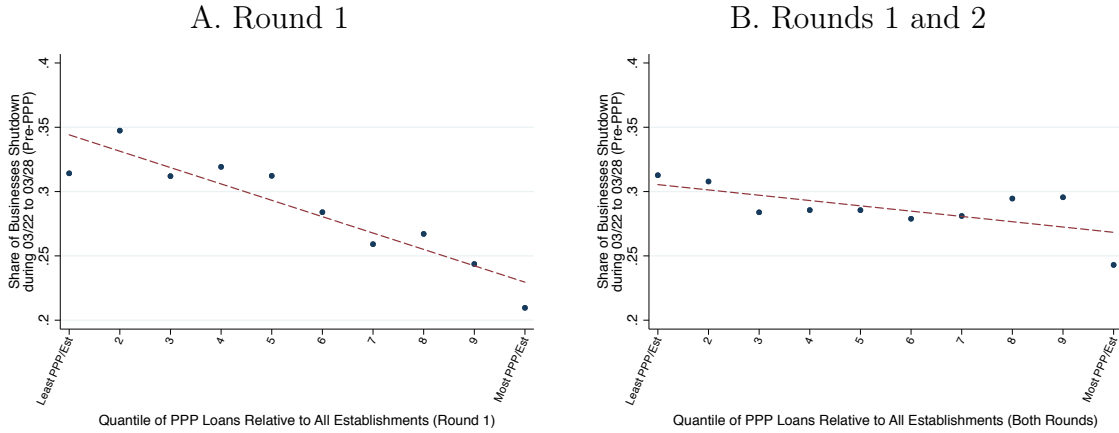 A. Round 1
Share of Businesses Shutdown
during 03/22 to 03/28 (Pre-PPP)
.4
.35
.3
.25
.2
Least PPP/Est
2
3
4
5
6
7
8
9
Most PPP/Est
Quantile of PPP Loans Relative to All Establishments (Round 1)
B. Rounds 1 and 2
Share of Businesses Shutdown
during 03/22 to 03/28 (Pre-PPP)
.4
.35
.3
.25
.2
Least PPP/Est
2
3
4
5
6
7
8
9
Most PPP/Est
Quantile of PPP Loans Relative to All Establishments (Both Rounds)